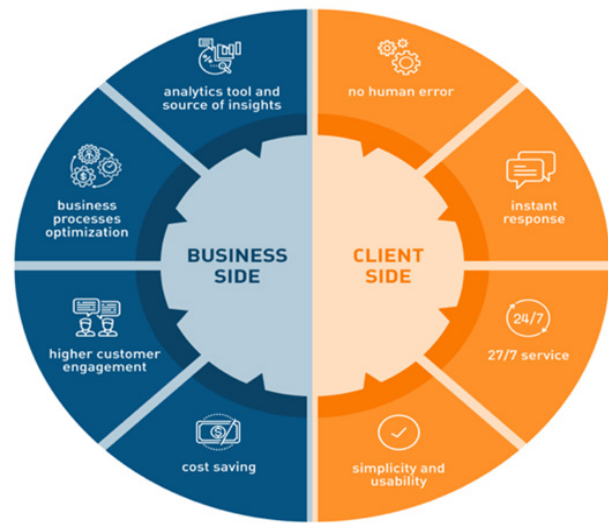 analytics tool and
source of insights
no human error
business
processes
optimization
instant
response
BUSINESS
SIDE
CLIENT
SIDE
24/7
higher customer
engagement
27/7 service
cost saving
simplicity and
usability